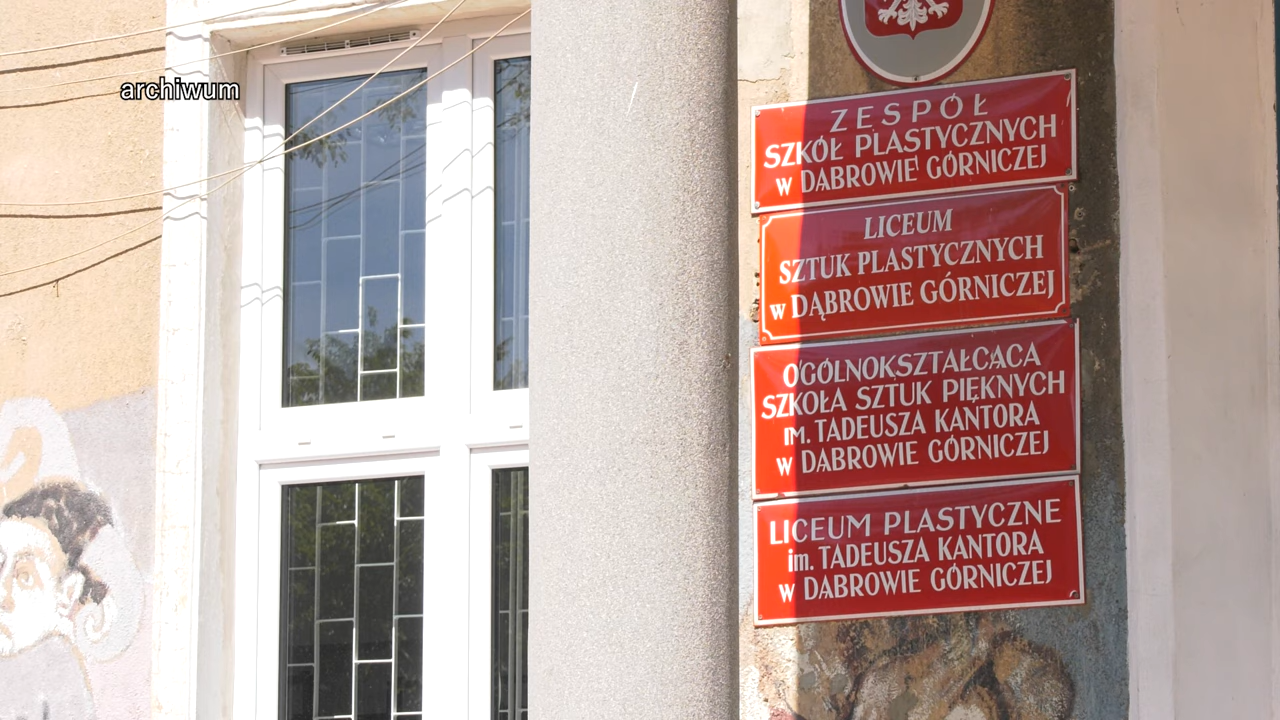 archiwum
ZESPÓŁ
SZKÓŁ PLASTYCZNYCH
w DĄBROWIE GÓRNICZEJ
LICEUM
SZTUK PLASTYCZNYCH
w DĄBROWIE GÓRNICZEJ
OGÓLNOKSZTAŁCĄCA
SZKOŁA SZTUK PIĘKNYCH
IM. TADEUSZA KANTORA
w DĄBROWIE GÓRNICZEJ
LICEUM PLASTYCZNE
im. TADEUSZA KANTORA
w DĄBROWIE GÓRNICZEJ